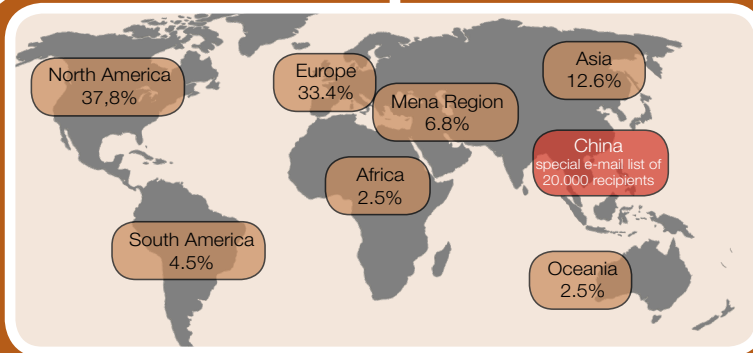 North America
37,8%
Europe
33.4%
Mena Region
6.8%
Asia
12.6%
China
special e-mail list of
20.000 recipients
Africa
2.5%
South America
4.5%
Oceania
2.5%